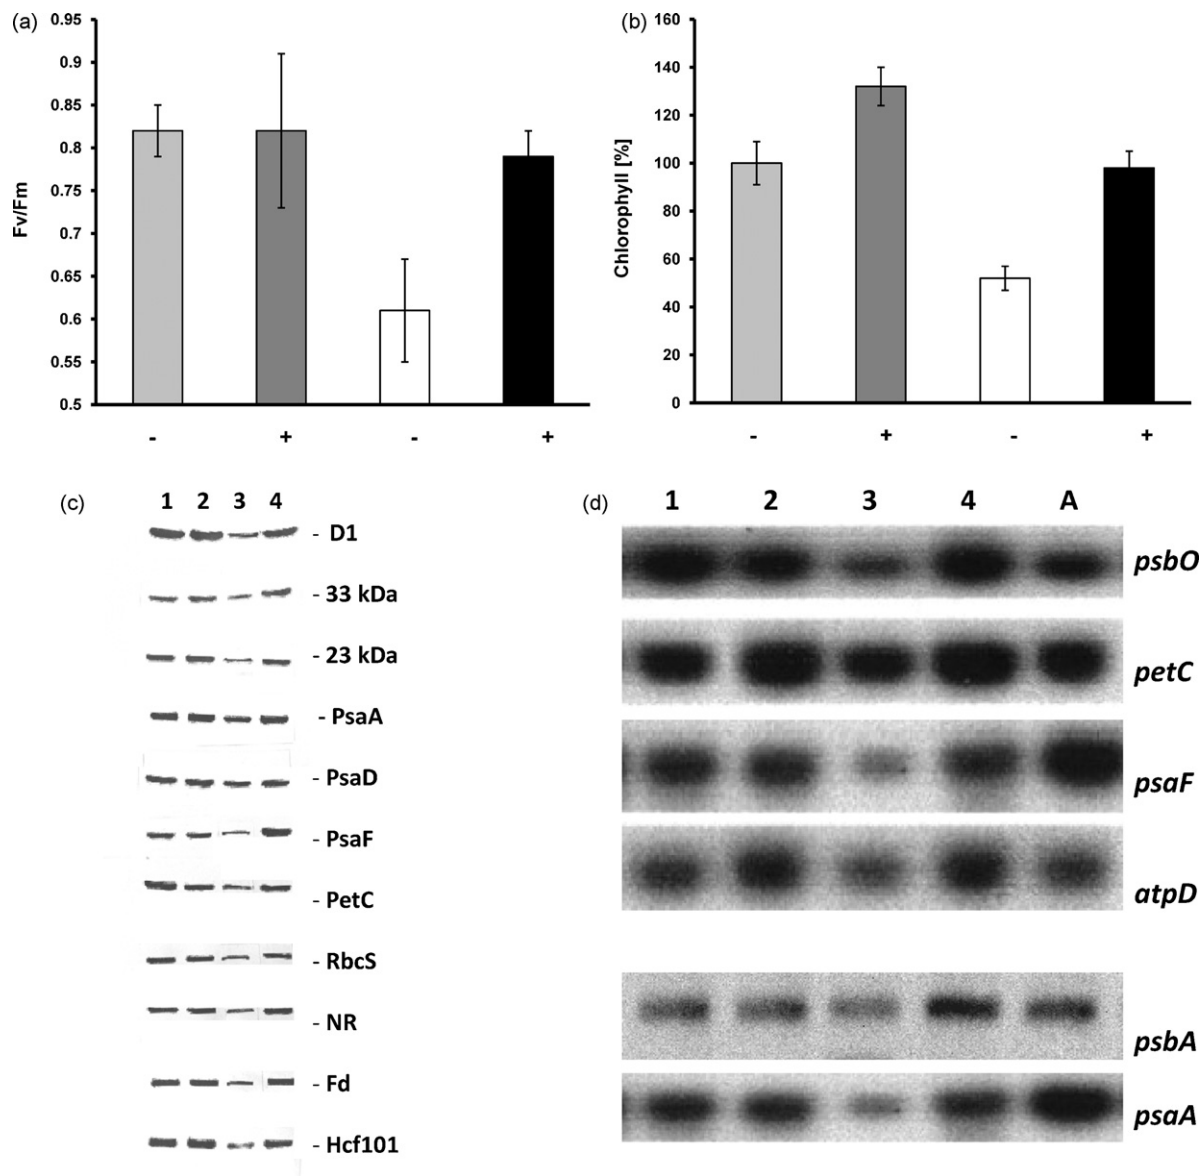 (a)
Fv/Fm
0.95
0.9
0.85
0.8
0.75
0.7
0.65
0.6
0.55
0.5
- + - +
(b)
Chlorophyll [%]
160
140
120
100
80
60
40
20
0
- + - +
(c)
1 2 3 4
- D1
- 33 kDa
- 23 kDa
- PsaA
- PsaD
- PsaF
- PetC
- RbcS
- NR
- Fd
- Hcf101
(d)
1 2 3 4 A
psbO
petC
psaF
atpD
psbA
psaA